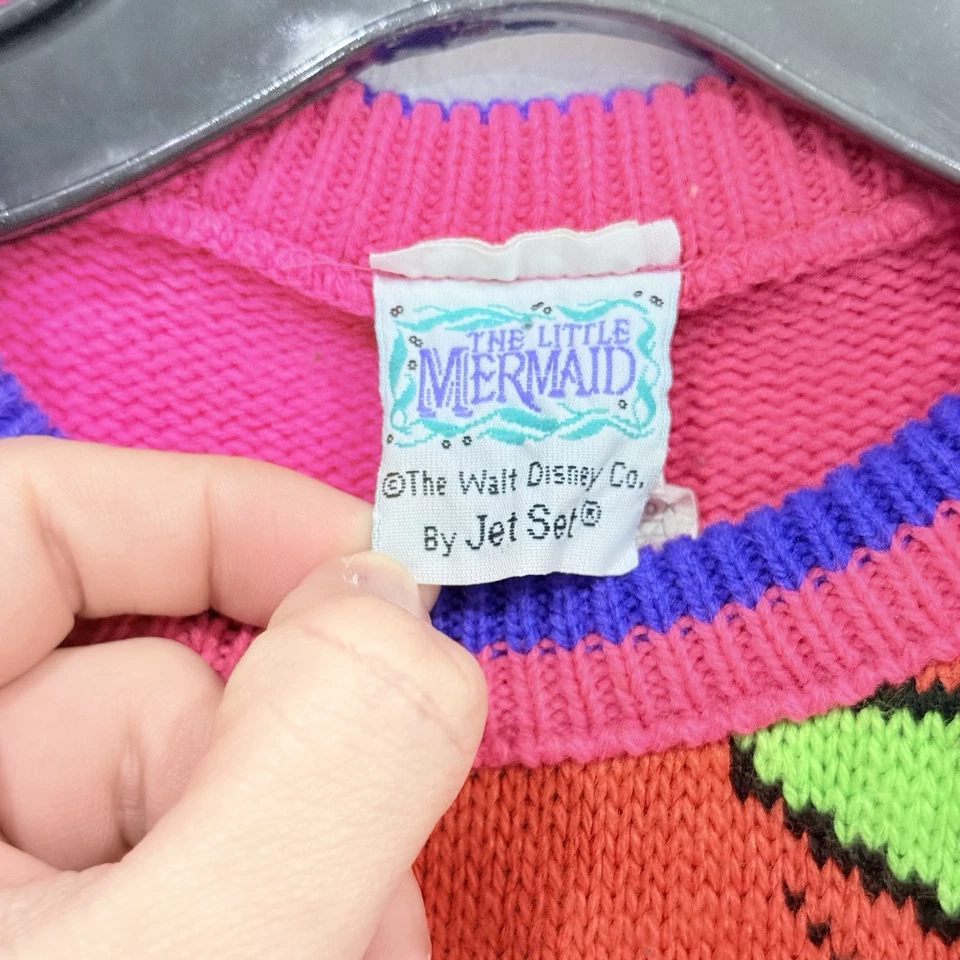 THE LITTLE
MERMAID
©The Walt Disney Co.
By Jet Set®